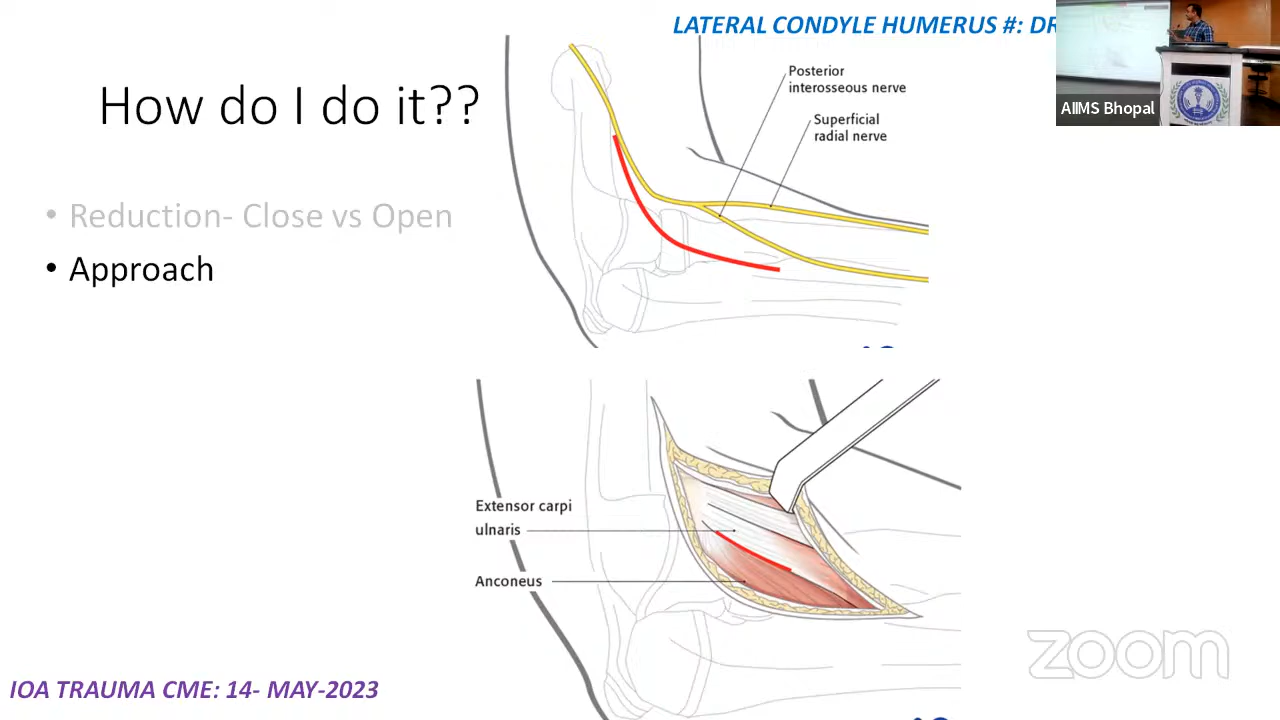 LATERAL CONDYLE HUMERUS #: DR
AIIMS Bhopal
How do I do it??
• Reduction- Close vs Open
• Approach
Posterior
interosseous nerve
Superficial
radial nerve
Extensor carpi
ulnaris
Anconeus
zoom
IOA TRAUMA CME: 14- MAY-2023